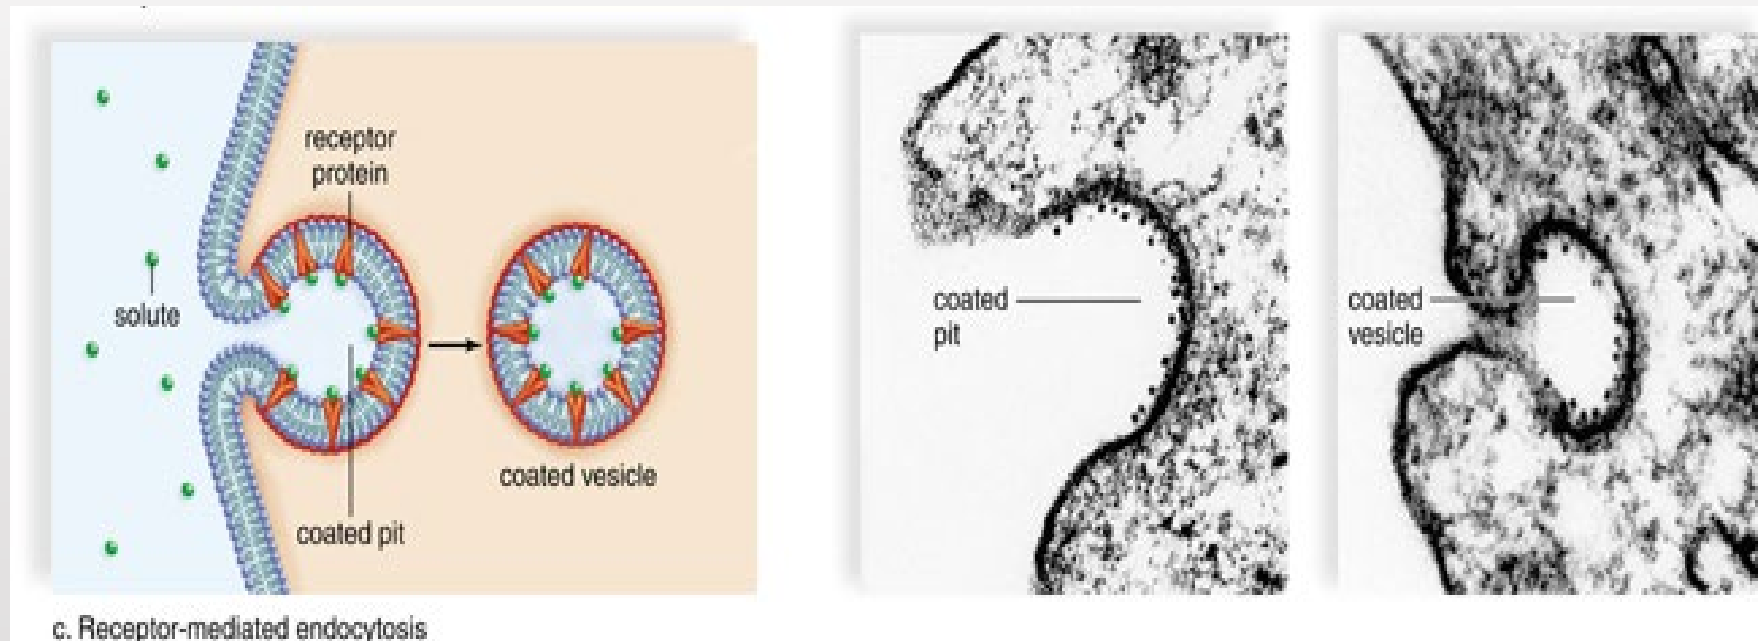 receptor
protein
solute
coated vesicle
coated pit
c. Receptor-mediated endocytosis
coated
pit
coated
vesicle